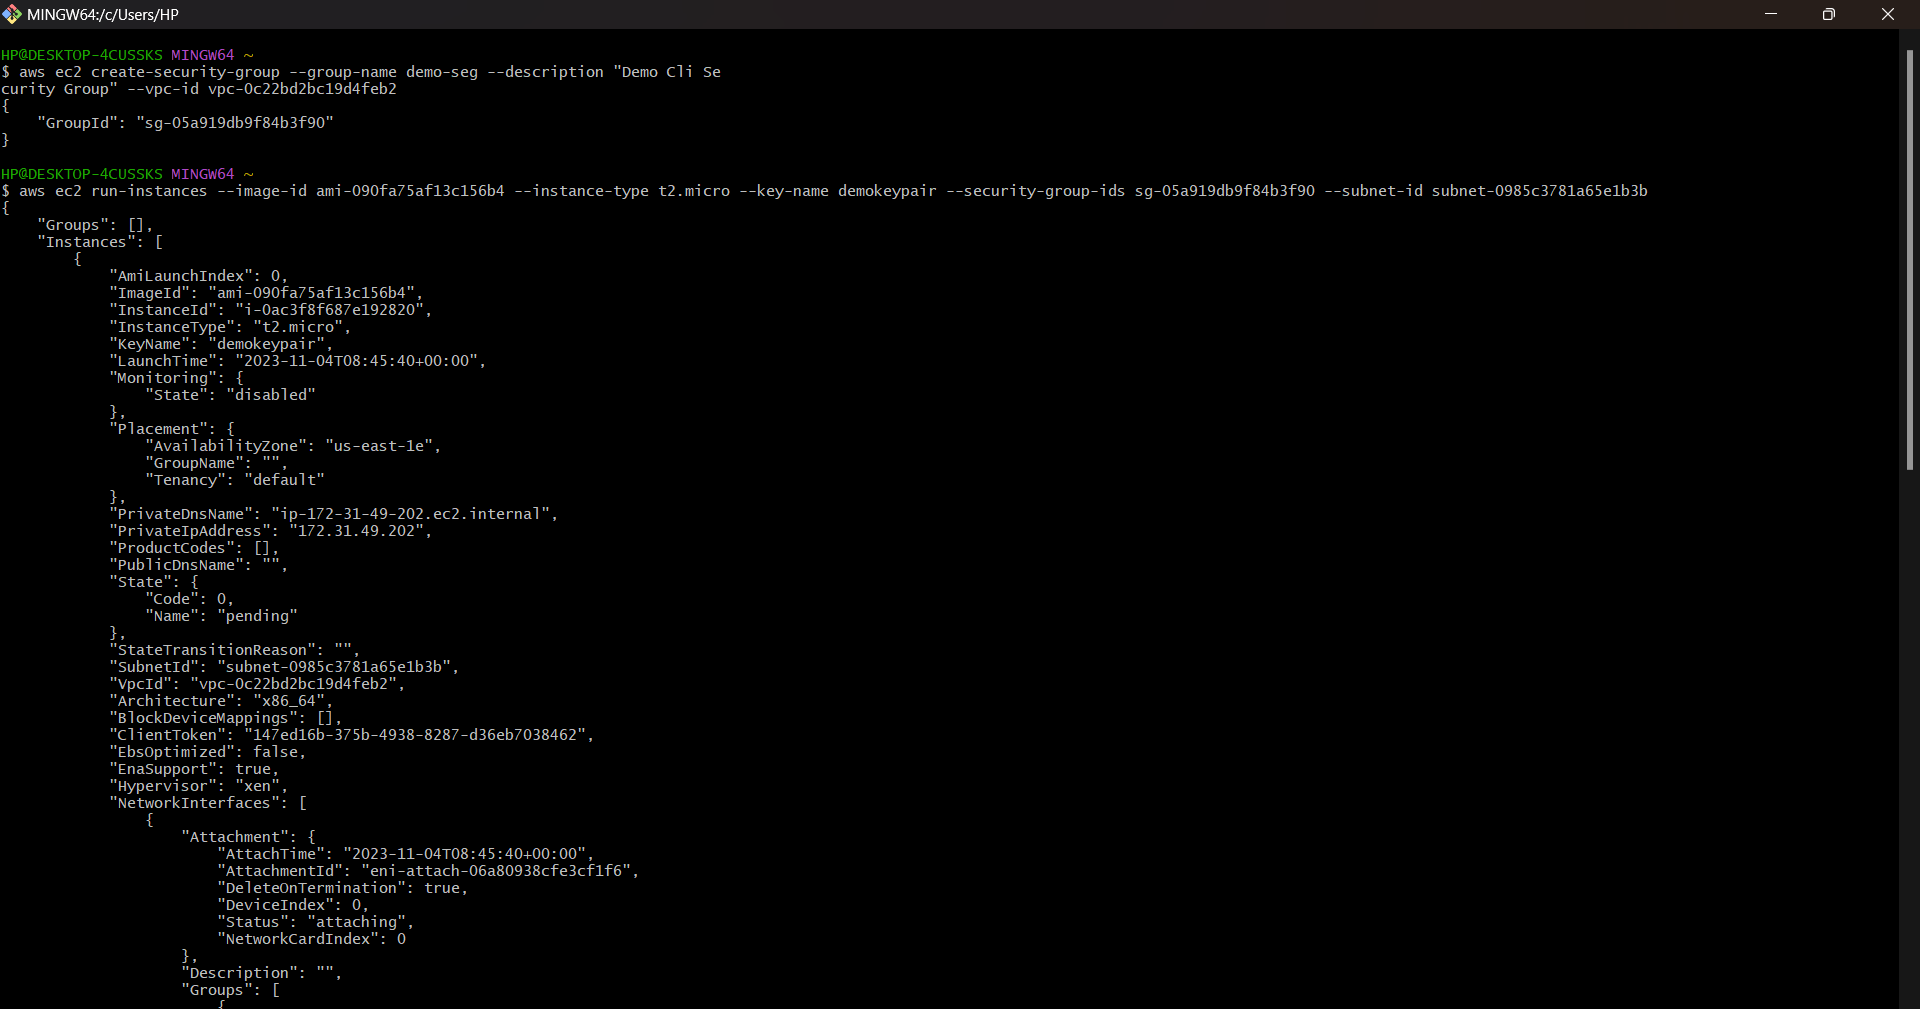 MINGW64:/c/Users/HP
HP@DESKTOP-4CUSSKS MINGW64 ~
$ aws ec2 create-security-group --group-name demo-seg --description "Demo Cli Se
curity Group" --vpc-id vpc-0c22bd2bc19d4feb2
{
    "GroupId": "sg-05a919db9f84b3f90"
}
HP@DESKTOP-4CUSSKS MINGW64 ~
$ aws ec2 run-instances --image-id ami-090fa75af13c156b4 --instance-type t2.micro --key-name demokeypair --security-group-ids sg-05a919db9f84b3f90 --subnet-id subnet-0985c3781a65e1b3b
{
    "Groups": [],
    "Instances": [
        {
            "AmiLaunchIndex": 0,
            "ImageId": "ami-090fa75af13c156b4",
            "InstanceId": "i-0ac3f8f687e192820",
            "InstanceType": "t2.micro",
            "KeyName": "demokeypair",
            "LaunchTime": "2023-11-04T08:45:40+00:00",
            "Monitoring": {
                "State": "disabled"
            },
            "Placement": {
                "AvailabilityZone": "us-east-1e",
                "GroupName": "",
                "Tenancy": "default"
            },
            "PrivateDnsName": "ip-172-31-49-202.ec2.internal",
            "PrivateIpAddress": "172.31.49.202",
            "ProductCodes": [],
            "PublicDnsName": "",
            "State": {
                "Code": 0,
                "Name": "pending"
            },
            "StateTransitionReason": "",
            "SubnetId": "subnet-0985c3781a65e1b3b",
            "VpcId": "vpc-0c22bd2bc19d4feb2",
            "Architecture": "x86_64",
            "BlockDeviceMappings": [],
            "ClientToken": "147ed16b-375b-4938-8287-d36eb7038462",
            "EbsOptimized": false,
            "EnaSupport": true,
            "Hypervisor": "xen",
            "NetworkInterfaces": [
                {
                    "Attachment": {
                        "AttachTime": "2023-11-04T08:45:40+00:00",
                        "AttachmentId": "eni-attach-06a80938cfe3cf1f6",
                        "DeleteOnTermination": true,
                        "DeviceIndex": 0,
                        "Status": "attaching",
                        "NetworkCardIndex": 0
                    },
                    "Description": "",
                    "Groups": [
                        {